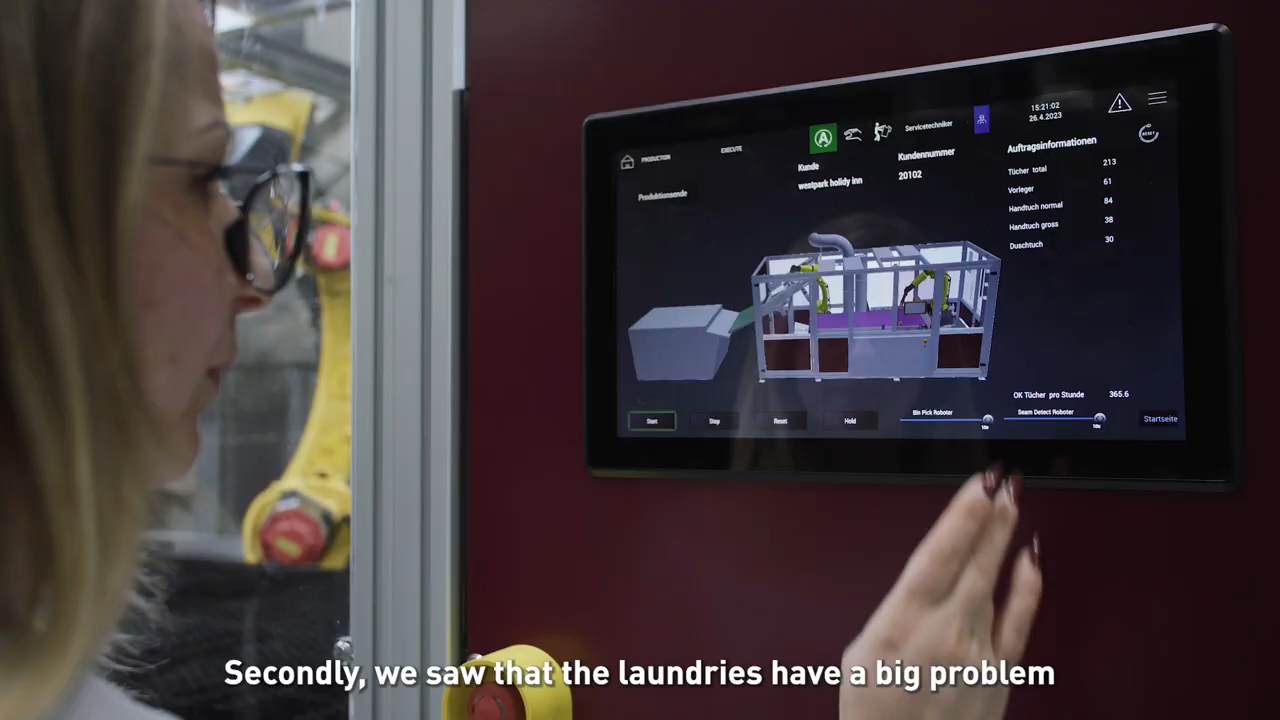 15:21:02
26.4.2023
PRODUCTION
EXECUTE
A
Servicetechniker
RESET
Kunde
westpark holidy inn
Kundennummer
20102
Produktionsende
Auftragsinformationen
Tücher total 213
Vorleger 61
Handtuch normal 84
Handtuch gross 38
Duschtuch 30
OK Tücher pro Stunde 365.6
Start
Stop
Reset
Hold
Bin Pick Roboter
Seam Detect Roboter
Startseite
Secondly, we saw that the laundries have a big problem